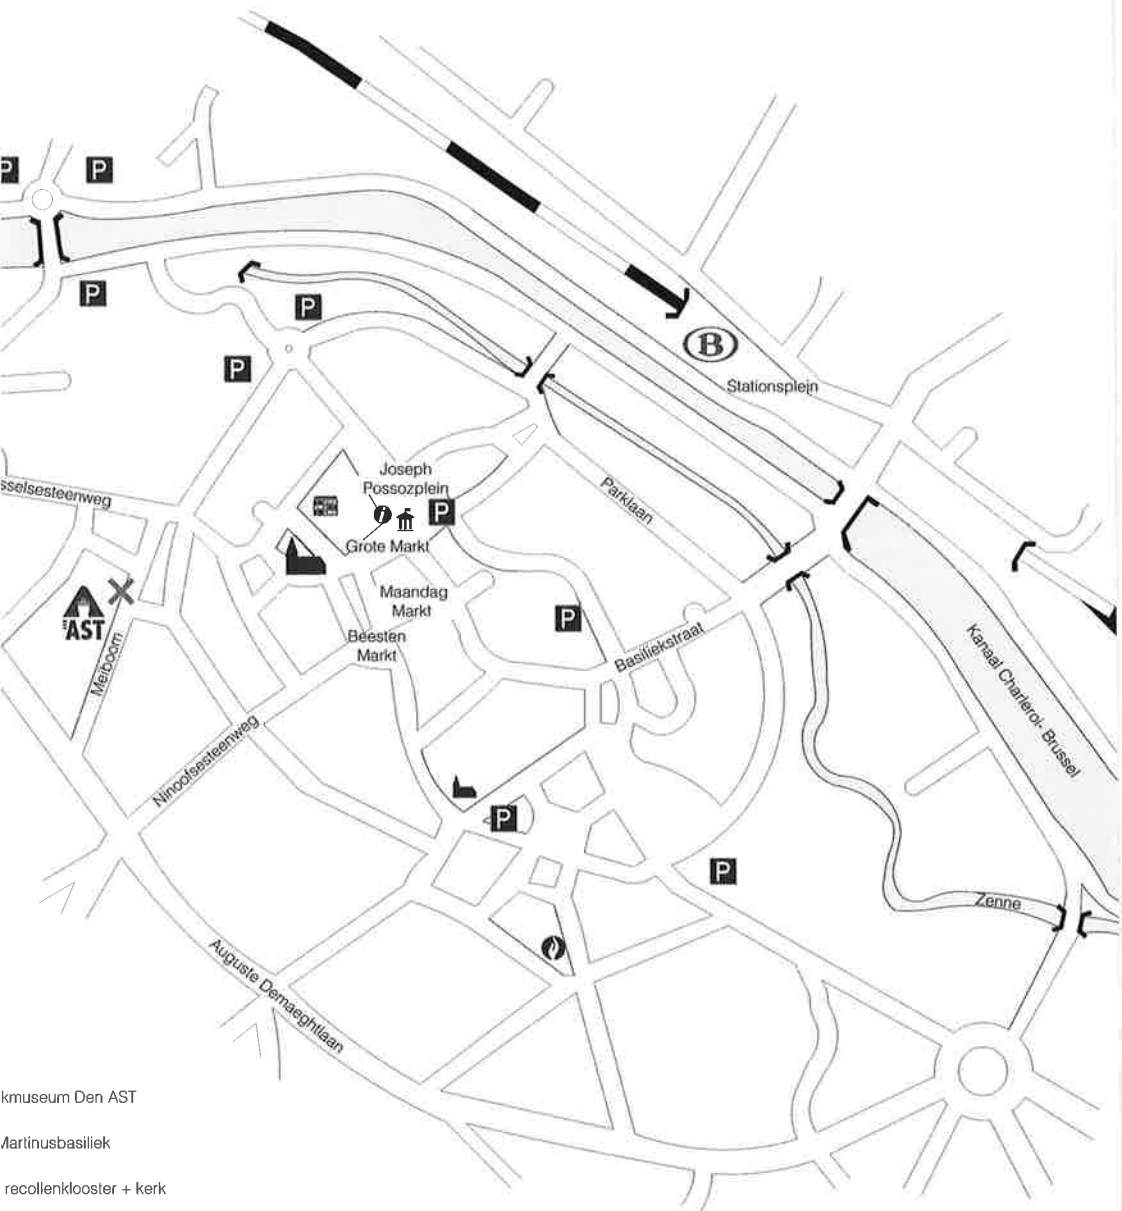 P
P
P
P
P
B
Stationsplein
Joseph
Possozplein
Parklaan
sselsesteenweg
i
P
Grote Markt
Maandag
Markt
P
DEN
AST
Beesten
Markt
Basiliekstraat
Meiboom
Kanaal Charleroi- Brussel
Ninoofsesteenweg
P
P
Zenne
Auguste Demaeghtlaan
kmuseum Den AST
Martinusbasiliek
recollenklooster + kerk